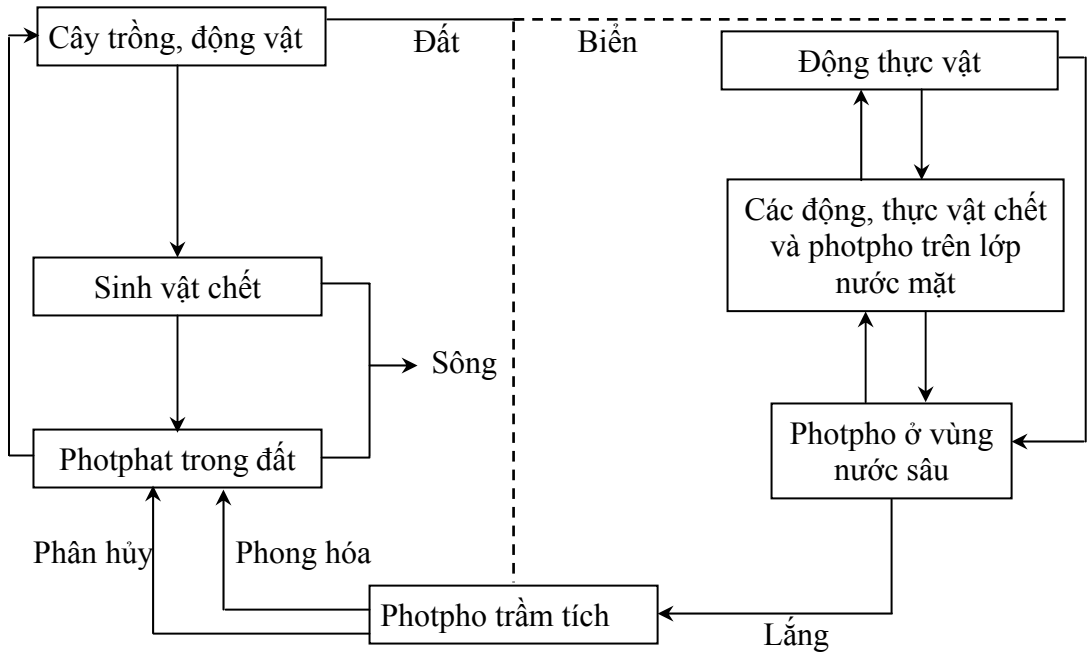 Cây trồng, động vật
Đất
Biển
Động thực vật
Các động, thực vật chết
và photpho trên lớp
nước mặt
Sinh vật chết
Sông
Photphat trong đất
Photpho ở vùng
nước sâu
Phân hủy
Phong hóa
Photpho trầm tích
Lắng